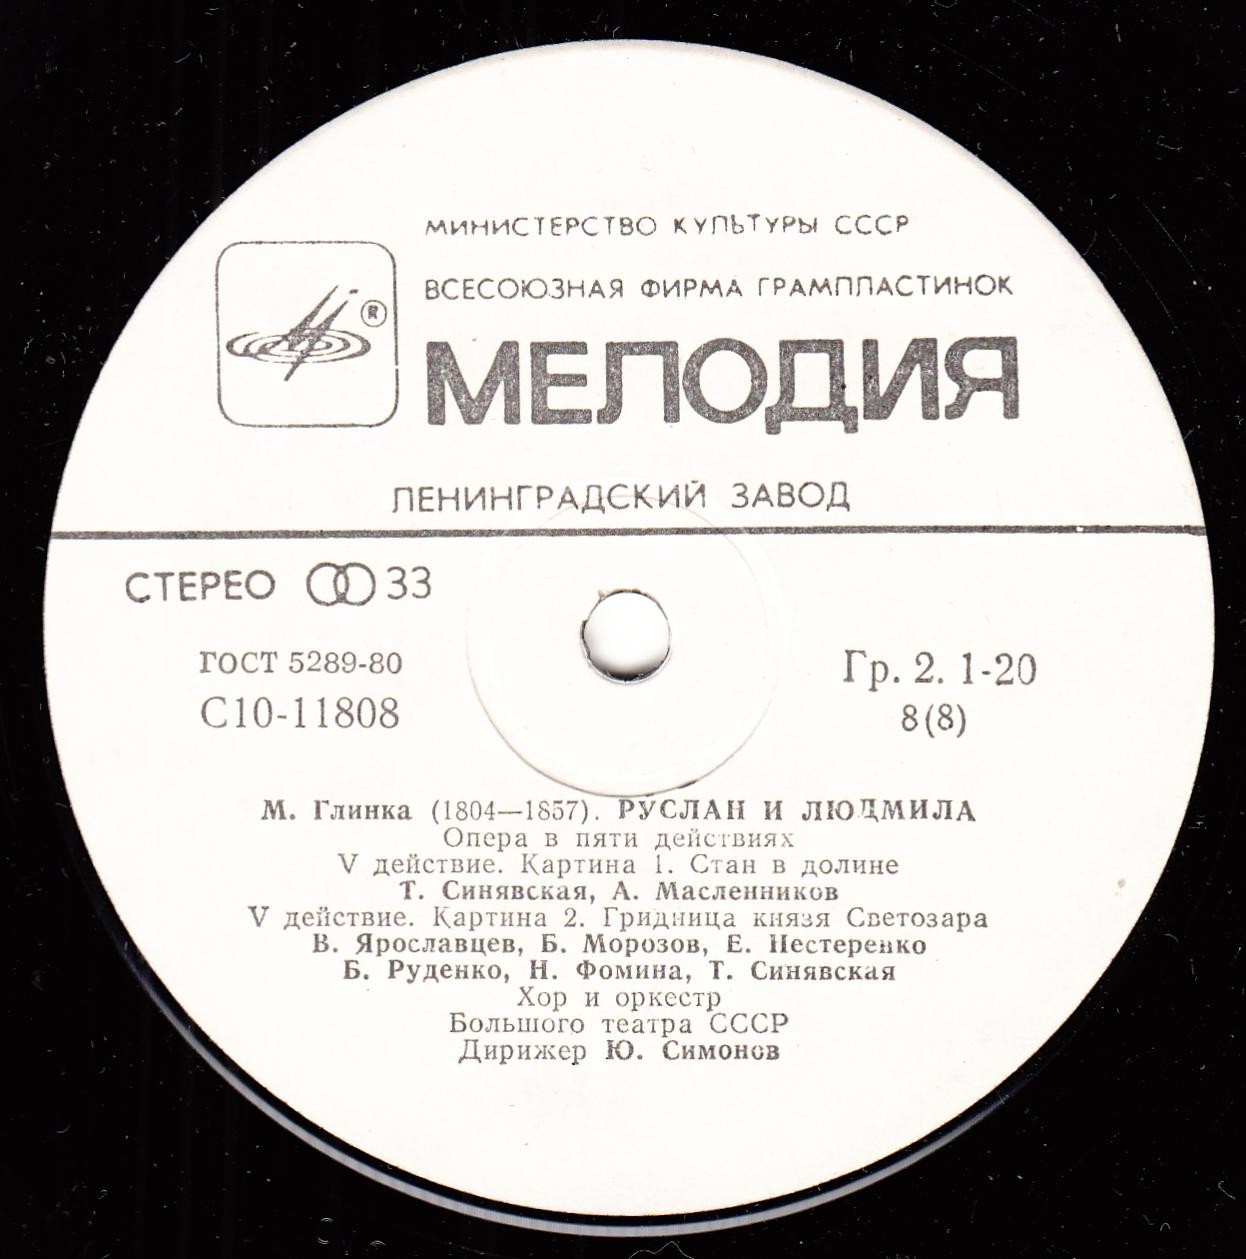 МИНИСТЕРСТВО КУЛЬТУРЫ СССР
ВСЕСОЮЗНАЯ ФИРМА ГРАМПЛАСТИНОК
®
МЕЛОДИЯ
ЛЕНИНГРАДСКИЙ ЗАВОД
СТЕРЕО 33
ГОСТ 5289-80
С10-11808
Гр. 2. 1-20
8(8)
М. Глинка (1804—1857). РУСЛАН И ЛЮДМИЛА
Опера в пяти действиях
V действие. Картина 1. Стан в долине
Т. Синявская, А. Масленников
V действие. Картина 2. Гридница князя Светозара
В. Ярославцев, Б. Морозов, Е. Нестеренко
Б. Руденко, Н. Фомина, Т. Синявская
Хор и оркестр
Большого театра СССР
Дирижер Ю. Симонов